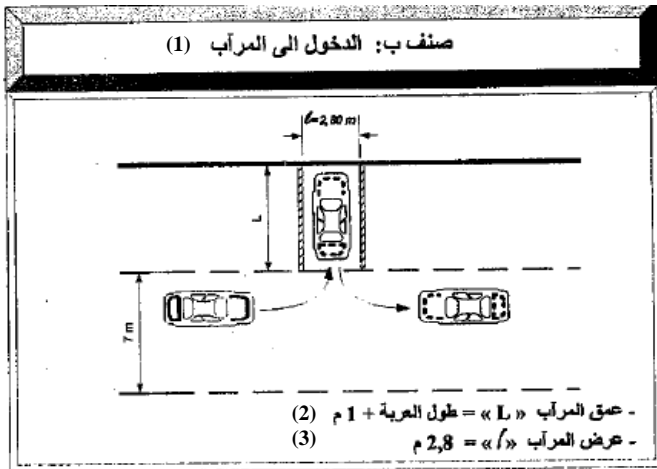 صنف ب: الدخول الى المرآب (1)
ℓ=2,80 m
L
7 m
- عمق المرآب « L » = طول العربة + 1 م (2)
- عرض المرآب « ℓ » = 2,8 م (3)